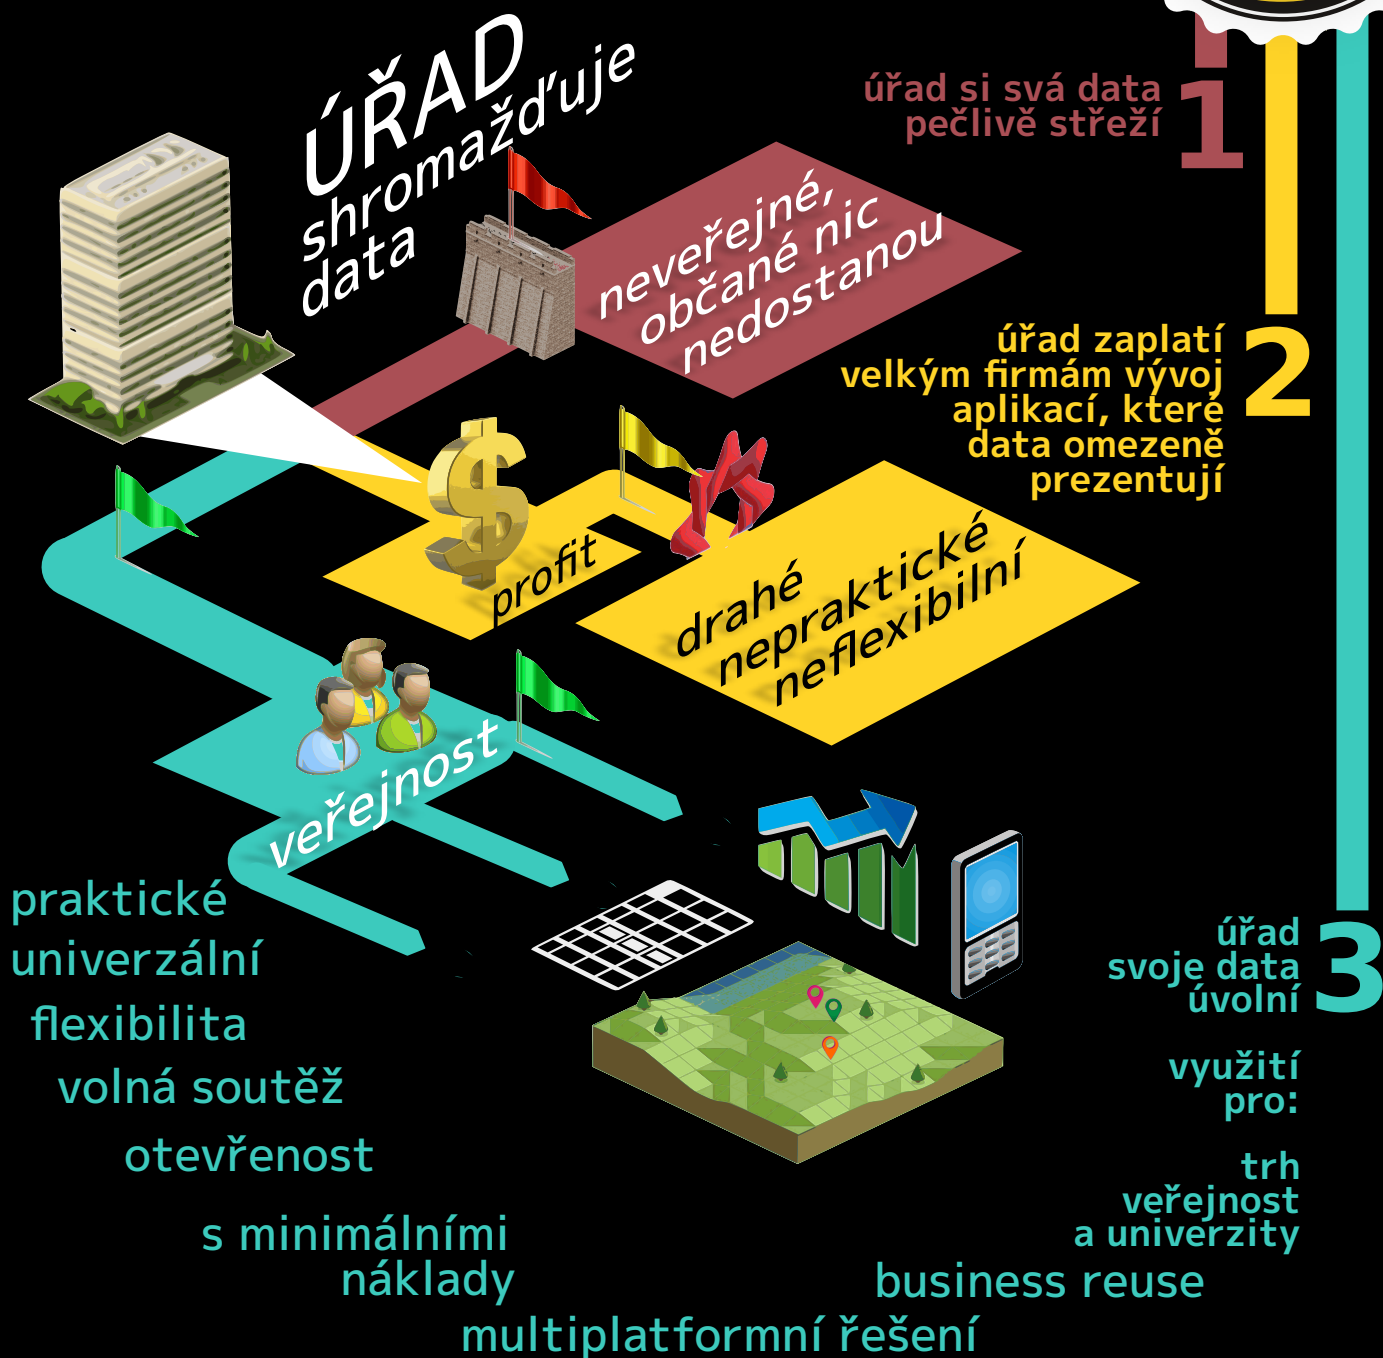 ÚŘAD
shromažďuje
data
úřad si svá data
pečlivě střeží
1
neveřejné,
občané nic
nedostanou
úřad zaplatí
velkým firmám vývoj
aplikací, které
data omezeně
prezentují
2
profit
drahé
nepraktické
neflexibilní
veřejnost
praktické
univerzální
flexibilita
volná soutěž
otevřenost
s minimálními
náklady
multiplatformní řešení
business reuse
úřad
svoje data
úvolní
3
využití
pro:
trh
veřejnost
a univerzity